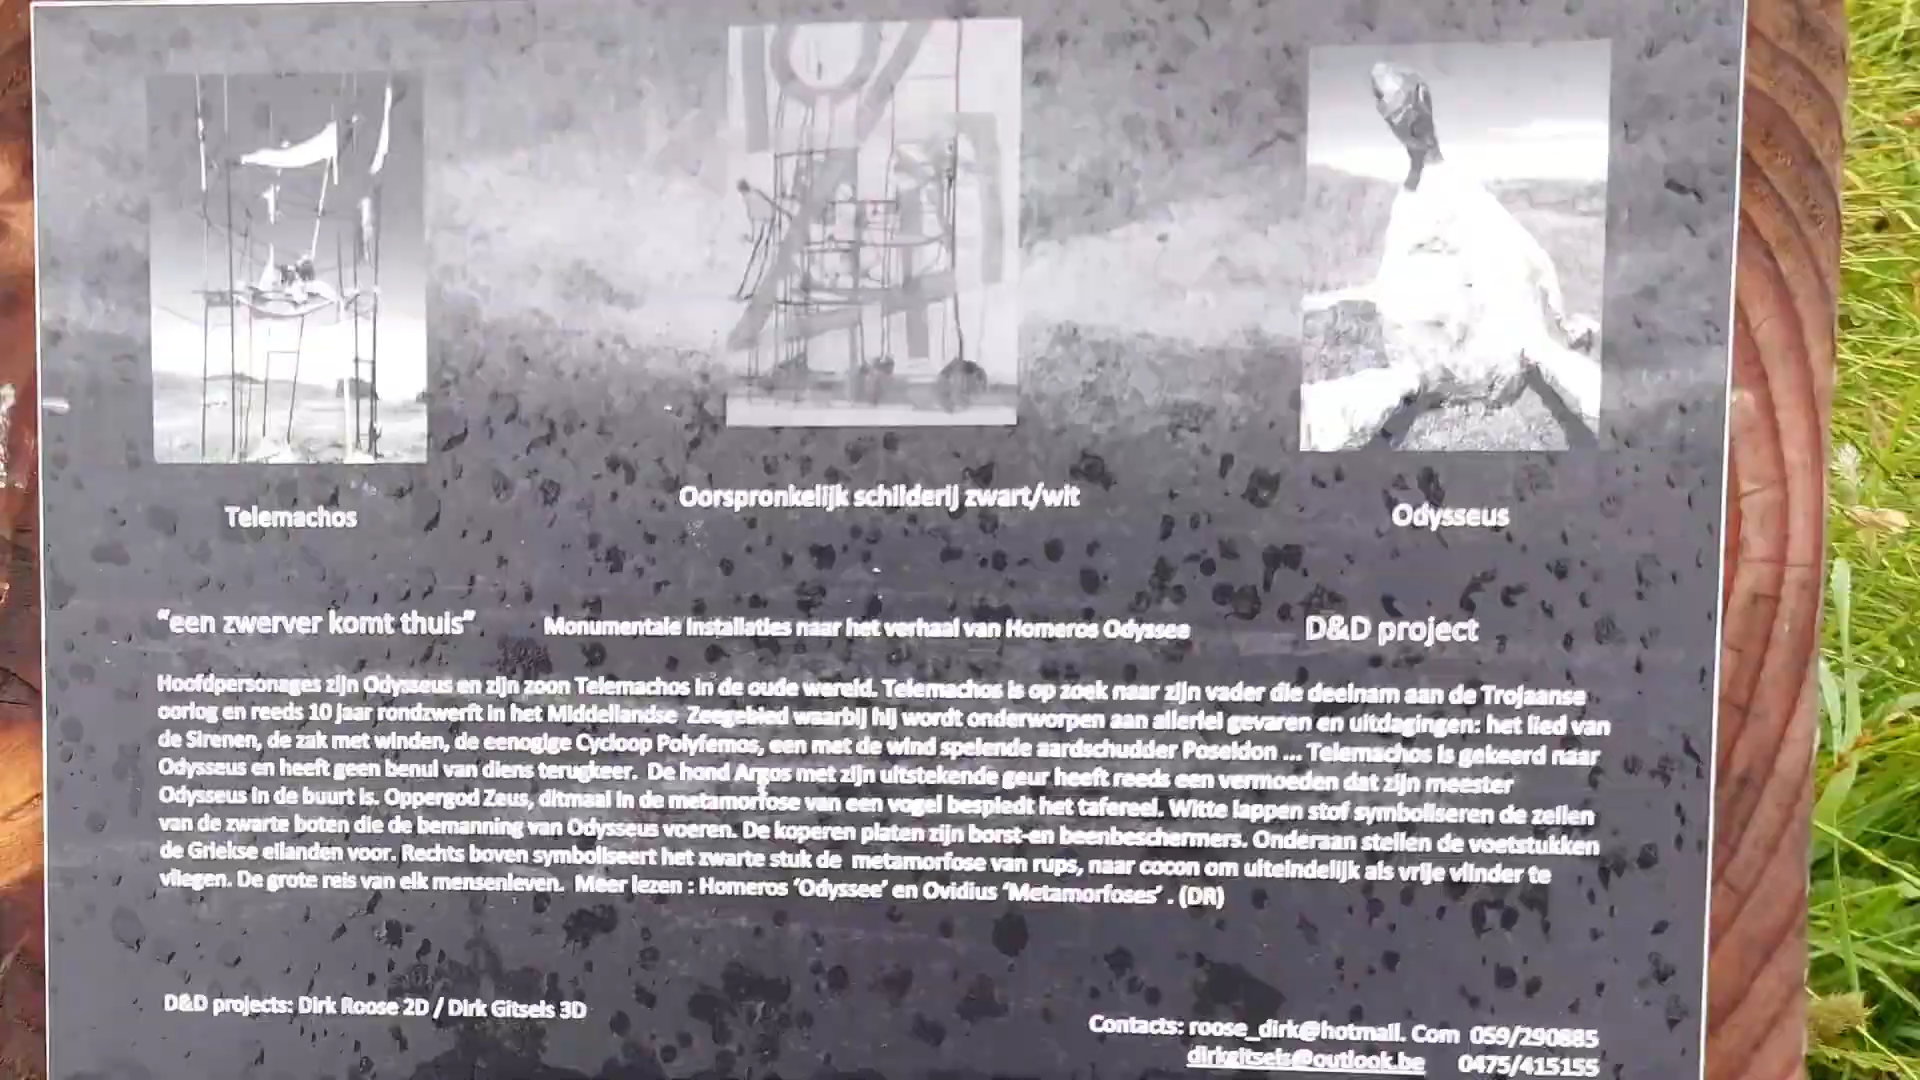 Telemachos
Oorspronkelijk schilderij zwart/wit
Odysseus
“een zwerver komt thuis”
Monumentale installaties naar het verhaal van Homeros Odyssee
D&D project
Hoofdpersonages zijn Odysseus en zijn zoon Telemachos in de oude wereld. Telemachos is op zoek naar zijn vader die deelnam aan de Trojaanse
oorlog en reeds 10 jaar rondzwerft in het Middellandse Zeegebied waarbij hij wordt onderworpen aan allerlei gevaren en uitdagingen: het lied van
de Sirenen, de zak met winden, de eenogige Cycloop Polyfemos, een met de wind spelende aardschudder Poseidon ... Telemachos is gekeerd naar
Odysseus en heeft geen benul van diens terugkeer. De hond Argos met zijn uitstekende geur heeft reeds een vermoeden dat zijn meester
Odysseus in de buurt is. Oppergod Zeus, ditmaal in de metamorfose van een vogel bespiedt het tafereel. Witte lappen stof symboliseren de zeilen
van de zwarte boten die de bemanning van Odysseus voeren. De koperen platen zijn borst-en beenbeschermers. Onderaan stellen de voetstukken
de Griekse eilanden voor. Rechts boven symboliseert het zwarte stuk de metamorfose van rups, naar cocon om uiteindelijk als vrije vlinder te
vliegen. De grote reis van elk mensenleven. Meer lezen : Homeros ‘Odyssee’ en Ovidius ‘Metamorfoses’ . (DR)
D&D projects: Dirk Roose 2D / Dirk Gitsels 3D
Contacts: roose_dirk@hotmail. Com 059/290885
dirkgitsels@outlook.be 0475/415155